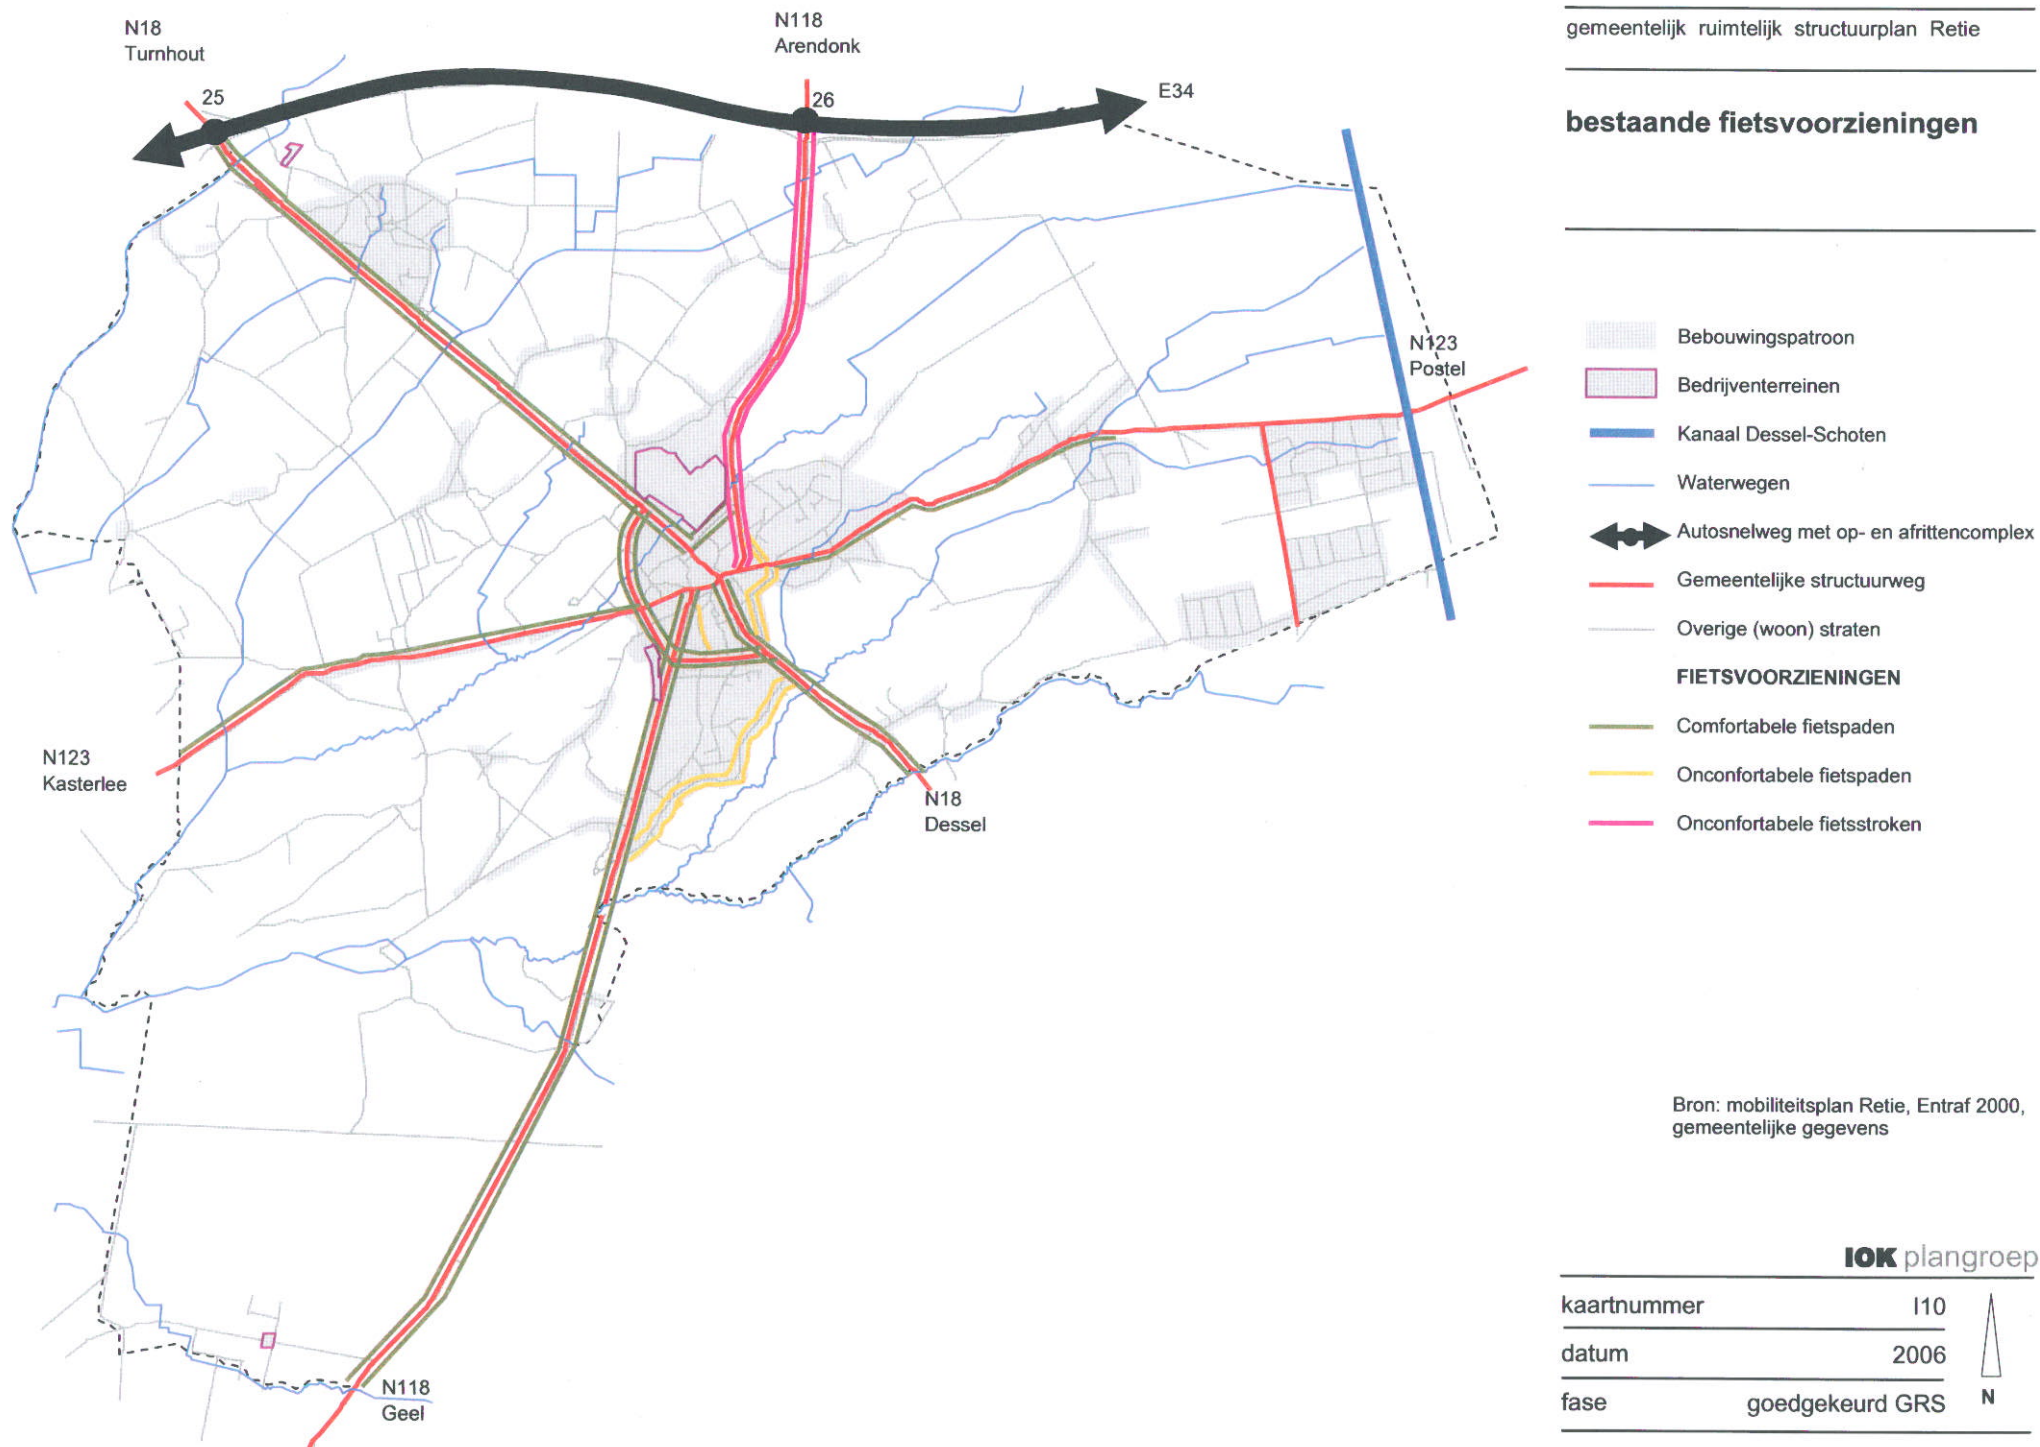 N18
Turnhout
N118
Arendonk
25
26
E34
N123
Postel
N123
Kasterlee
N18
Dessel
N118
Geel
gemeentelijk ruimtelijk structuurplan Retie
bestaande fietsvoorzieningen
Bebouwingspatroon
Bedrijventerreinen
Kanaal Dessel-Schoten
Waterwegen
Autosnelweg met op- en afrittencomplex
Gemeentelijke structuurweg
Overige (woon) straten
FIETSVOORZIENINGEN
Comfortabele fietspaden
Onconfortabele fietspaden
Onconfortabele fietsstroken
Bron: mobiliteitsplan Retie, Entraf 2000,
gemeentelijke gegevens
IOK plangroep
kaartnummer I10
datum 2006
fase goedgekeurd GRS
N